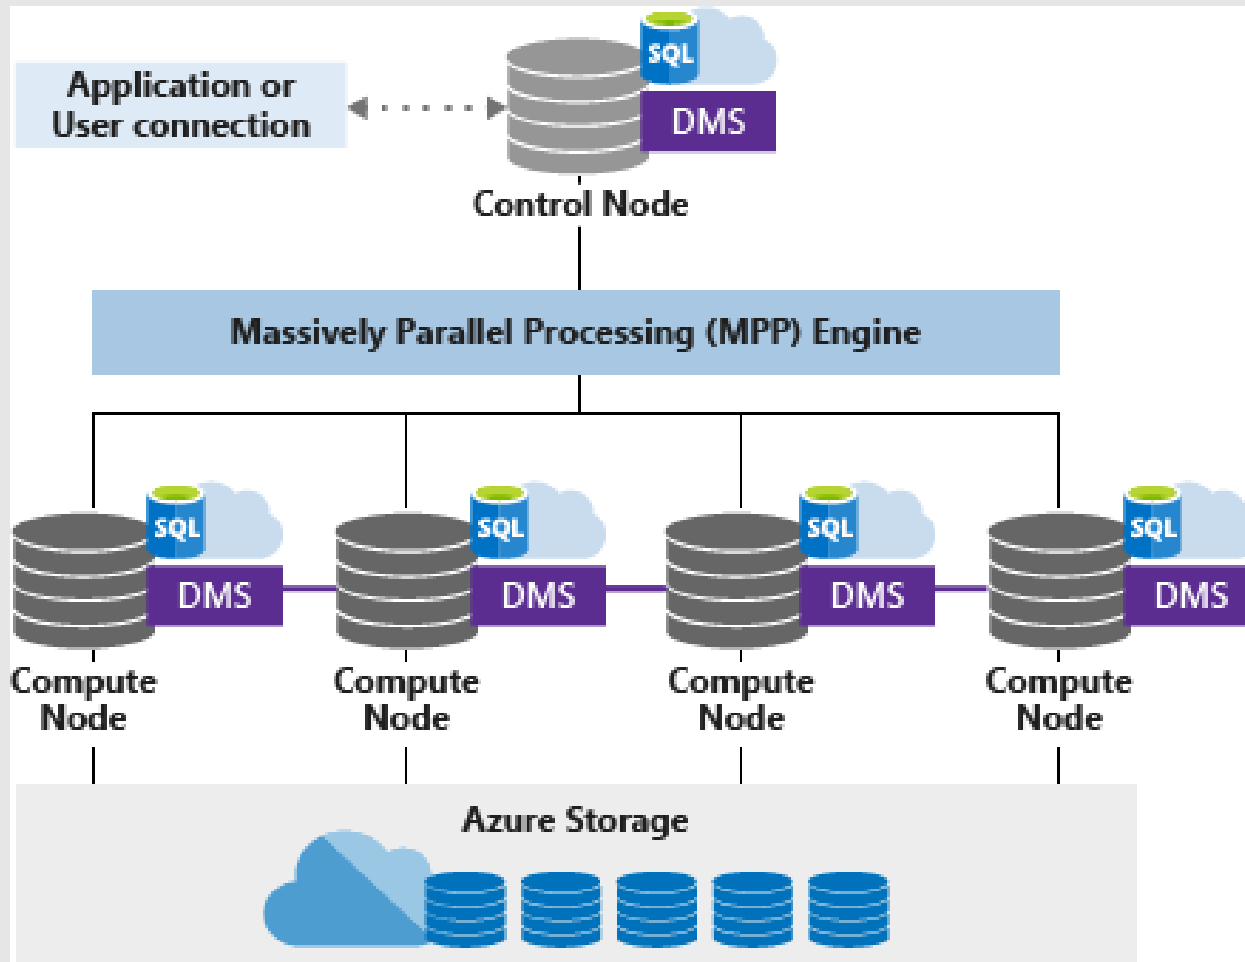 Application or
User connection
SQL
DMS
Control Node
Massively Parallel Processing (MPP) Engine
SQL
SQL
SQL
SQL
DMS
DMS
DMS
DMS
Compute
Node
Compute
Node
Compute
Node
Compute
Node
Azure Storage